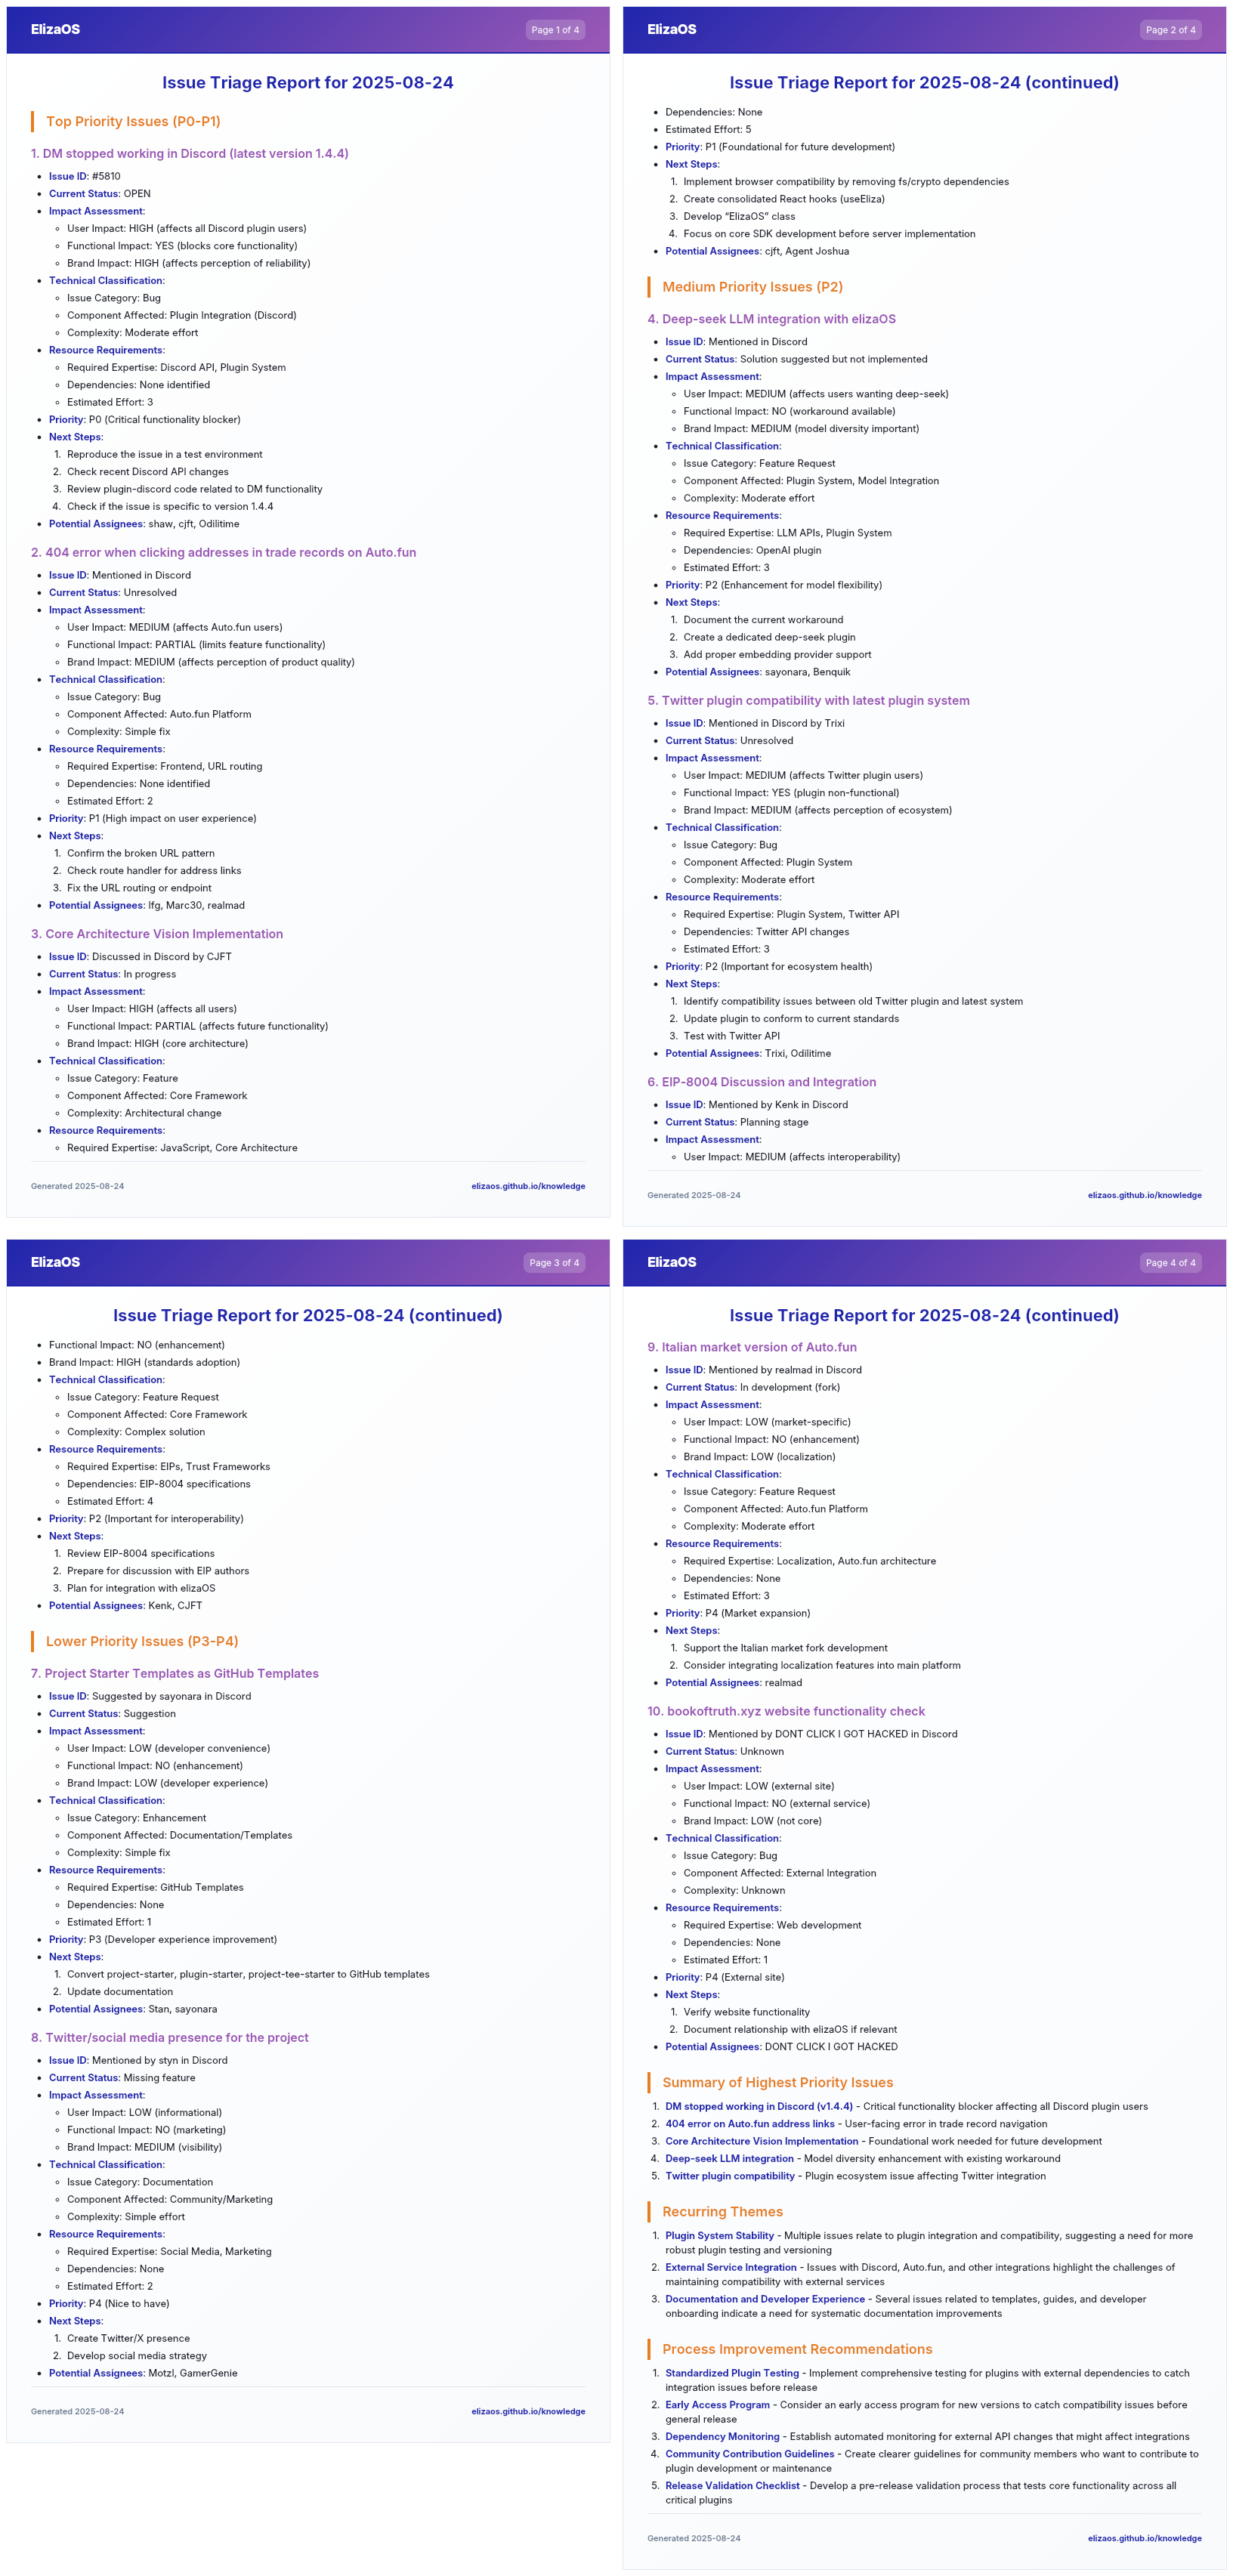 ElizaOS
Page 1 of 4
Issue Triage Report for 2025-08-24
Top Priority Issues (P0-P1)
1. DM stopped working in Discord (latest version 1.4.4)
• Issue ID: #5810
• Current Status: OPEN
• Impact Assessment:
◦ User Impact: HIGH (affects all Discord plugin users)
◦ Functional Impact: YES (blocks core functionality)
◦ Brand Impact: HIGH (affects perception of reliability)
• Technical Classification:
◦ Issue Category: Bug
◦ Component Affected: Plugin Integration (Discord)
◦ Complexity: Moderate effort
• Resource Requirements:
◦ Required Expertise: Discord API, Plugin System
◦ Dependencies: None identified
◦ Estimated Effort: 3
• Priority: P0 (Critical functionality blocker)
• Next Steps:
1. Reproduce the issue in a test environment
2. Check recent Discord API changes
3. Review plugin-discord code related to DM functionality
4. Check if the issue is specific to version 1.4.4
• Potential Assignees: shaw, cjft, Odilitime
2. 404 error when clicking addresses in trade records on Auto.fun
• Issue ID: Mentioned in Discord
• Current Status: Unresolved
• Impact Assessment:
◦ User Impact: MEDIUM (affects Auto.fun users)
◦ Functional Impact: PARTIAL (limits feature functionality)
◦ Brand Impact: MEDIUM (affects perception of product quality)
• Technical Classification:
◦ Issue Category: Bug
◦ Component Affected: Auto.fun Platform
◦ Complexity: Simple fix
• Resource Requirements:
◦ Required Expertise: Frontend, URL routing
◦ Dependencies: None identified
◦ Estimated Effort: 2
• Priority: P1 (High impact on user experience)
• Next Steps:
1. Confirm the broken URL pattern
2. Check route handler for address links
3. Fix the URL routing or endpoint
• Potential Assignees: lfg, Marc30, realmad
3. Core Architecture Vision Implementation
• Issue ID: Discussed in Discord by CJFT
• Current Status: In progress
• Impact Assessment:
◦ User Impact: HIGH (affects all users)
◦ Functional Impact: PARTIAL (affects future functionality)
◦ Brand Impact: HIGH (core architecture)
• Technical Classification:
◦ Issue Category: Feature
◦ Component Affected: Core Framework
◦ Complexity: Architectural change
• Resource Requirements:
◦ Required Expertise: JavaScript, Core Architecture
Generated 2025-08-24
elizaos.github.io/knowledge
ElizaOS
Page 2 of 4
Issue Triage Report for 2025-08-24 (continued)
• Dependencies: None
• Estimated Effort: 5
• Priority: P1 (Foundational for future development)
• Next Steps:
1. Implement browser compatibility by removing fs/crypto dependencies
2. Create consolidated React hooks (useEliza)
3. Develop “ElizaOS” class
4. Focus on core SDK development before server implementation
• Potential Assignees: cjft, Agent Joshua
Medium Priority Issues (P2)
4. Deep-seek LLM integration with elizaOS
• Issue ID: Mentioned in Discord
• Current Status: Solution suggested but not implemented
• Impact Assessment:
◦ User Impact: MEDIUM (affects users wanting deep-seek)
◦ Functional Impact: NO (workaround available)
◦ Brand Impact: MEDIUM (model diversity important)
• Technical Classification:
◦ Issue Category: Feature Request
◦ Component Affected: Plugin System, Model Integration
◦ Complexity: Moderate effort
• Resource Requirements:
◦ Required Expertise: LLM APIs, Plugin System
◦ Dependencies: OpenAI plugin
◦ Estimated Effort: 3
• Priority: P2 (Enhancement for model flexibility)
• Next Steps:
1. Document the current workaround
2. Create a dedicated deep-seek plugin
3. Add proper embedding provider support
• Potential Assignees: sayonara, Benquik
5. Twitter plugin compatibility with latest plugin system
• Issue ID: Mentioned in Discord by Trixi
• Current Status: Unresolved
• Impact Assessment:
◦ User Impact: MEDIUM (affects Twitter plugin users)
◦ Functional Impact: YES (plugin non-functional)
◦ Brand Impact: MEDIUM (affects perception of ecosystem)
• Technical Classification:
◦ Issue Category: Bug
◦ Component Affected: Plugin System
◦ Complexity: Moderate effort
• Resource Requirements:
◦ Required Expertise: Plugin System, Twitter API
◦ Dependencies: Twitter API changes
◦ Estimated Effort: 3
• Priority: P2 (Important for ecosystem health)
• Next Steps:
1. Identify compatibility issues between old Twitter plugin and latest system
2. Update plugin to conform to current standards
3. Test with Twitter API
• Potential Assignees: Trixi, Odilitime
6. EIP-8004 Discussion and Integration
• Issue ID: Mentioned by Kenk in Discord
• Current Status: Planning stage
• Impact Assessment:
◦ User Impact: MEDIUM (affects interoperability)
Generated 2025-08-24
elizaos.github.io/knowledge
ElizaOS
Page 3 of 4
Issue Triage Report for 2025-08-24 (continued)
• Functional Impact: NO (enhancement)
• Brand Impact: HIGH (standards adoption)
• Technical Classification:
◦ Issue Category: Feature Request
◦ Component Affected: Core Framework
◦ Complexity: Complex solution
• Resource Requirements:
◦ Required Expertise: EIPs, Trust Frameworks
◦ Dependencies: EIP-8004 specifications
◦ Estimated Effort: 4
• Priority: P2 (Important for interoperability)
• Next Steps:
1. Review EIP-8004 specifications
2. Prepare for discussion with EIP authors
3. Plan for integration with elizaOS
• Potential Assignees: Kenk, CJFT
Lower Priority Issues (P3-P4)
7. Project Starter Templates as GitHub Templates
• Issue ID: Suggested by sayonara in Discord
• Current Status: Suggestion
• Impact Assessment:
◦ User Impact: LOW (developer convenience)
◦ Functional Impact: NO (enhancement)
◦ Brand Impact: LOW (developer experience)
• Technical Classification:
◦ Issue Category: Enhancement
◦ Component Affected: Documentation/Templates
◦ Complexity: Simple fix
• Resource Requirements:
◦ Required Expertise: GitHub Templates
◦ Dependencies: None
◦ Estimated Effort: 1
• Priority: P3 (Developer experience improvement)
• Next Steps:
1. Convert project-starter, plugin-starter, project-tee-starter to GitHub templates
2. Update documentation
• Potential Assignees: Stan, sayonara
8. Twitter/social media presence for the project
• Issue ID: Mentioned by styn in Discord
• Current Status: Missing feature
• Impact Assessment:
◦ User Impact: LOW (informational)
◦ Functional Impact: NO (marketing)
◦ Brand Impact: MEDIUM (visibility)
• Technical Classification:
◦ Issue Category: Documentation
◦ Component Affected: Community/Marketing
◦ Complexity: Simple effort
• Resource Requirements:
◦ Required Expertise: Social Media, Marketing
◦ Dependencies: None
◦ Estimated Effort: 2
• Priority: P4 (Nice to have)
• Next Steps:
1. Create Twitter/X presence
2. Develop social media strategy
• Potential Assignees: Motzl, GamerGenie
Generated 2025-08-24
elizaos.github.io/knowledge
ElizaOS
Page 4 of 4
Issue Triage Report for 2025-08-24 (continued)
9. Italian market version of Auto.fun
• Issue ID: Mentioned by realmad in Discord
• Current Status: In development (fork)
• Impact Assessment:
◦ User Impact: LOW (market-specific)
◦ Functional Impact: NO (enhancement)
◦ Brand Impact: LOW (localization)
• Technical Classification:
◦ Issue Category: Feature Request
◦ Component Affected: Auto.fun Platform
◦ Complexity: Moderate effort
• Resource Requirements:
◦ Required Expertise: Localization, Auto.fun architecture
◦ Dependencies: None
◦ Estimated Effort: 3
• Priority: P4 (Market expansion)
• Next Steps:
1. Support the Italian market fork development
2. Consider integrating localization features into main platform
• Potential Assignees: realmad
10. bookoftruth.xyz website functionality check
• Issue ID: Mentioned by DONT CLICK I GOT HACKED in Discord
• Current Status: Unknown
• Impact Assessment:
◦ User Impact: LOW (external site)
◦ Functional Impact: NO (external service)
◦ Brand Impact: LOW (not core)
• Technical Classification:
◦ Issue Category: Bug
◦ Component Affected: External Integration
◦ Complexity: Unknown
• Resource Requirements:
◦ Required Expertise: Web development
◦ Dependencies: None
◦ Estimated Effort: 1
• Priority: P4 (External site)
• Next Steps:
1. Verify website functionality
2. Document relationship with elizaOS if relevant
• Potential Assignees: DONT CLICK I GOT HACKED
Summary of Highest Priority Issues
1. DM stopped working in Discord (v1.4.4) - Critical functionality blocker affecting all Discord plugin users
2. 404 error on Auto.fun address links - User-facing error in trade record navigation
3. Core Architecture Vision Implementation - Foundational work needed for future development
4. Deep-seek LLM integration - Model diversity enhancement with existing workaround
5. Twitter plugin compatibility - Plugin ecosystem issue affecting Twitter integration
Recurring Themes
1. Plugin System Stability - Multiple issues relate to plugin integration and compatibility, suggesting a need for more
robust plugin testing and versioning
2. External Service Integration - Issues with Discord, Auto.fun, and other integrations highlight the challenges of
maintaining compatibility with external services
3. Documentation and Developer Experience - Several issues related to templates, guides, and developer
onboarding indicate a need for systematic documentation improvements
Process Improvement Recommendations
1. Standardized Plugin Testing - Implement comprehensive testing for plugins with external dependencies to catch
integration issues before release
2. Early Access Program - Consider an early access program for new versions to catch compatibility issues before
general release
3. Dependency Monitoring - Establish automated monitoring for external API changes that might affect integrations
4. Community Contribution Guidelines - Create clearer guidelines for community members who want to contribute to
plugin development or maintenance
5. Release Validation Checklist - Develop a pre-release validation process that tests core functionality across all
critical plugins
Generated 2025-08-24
elizaos.github.io/knowledge